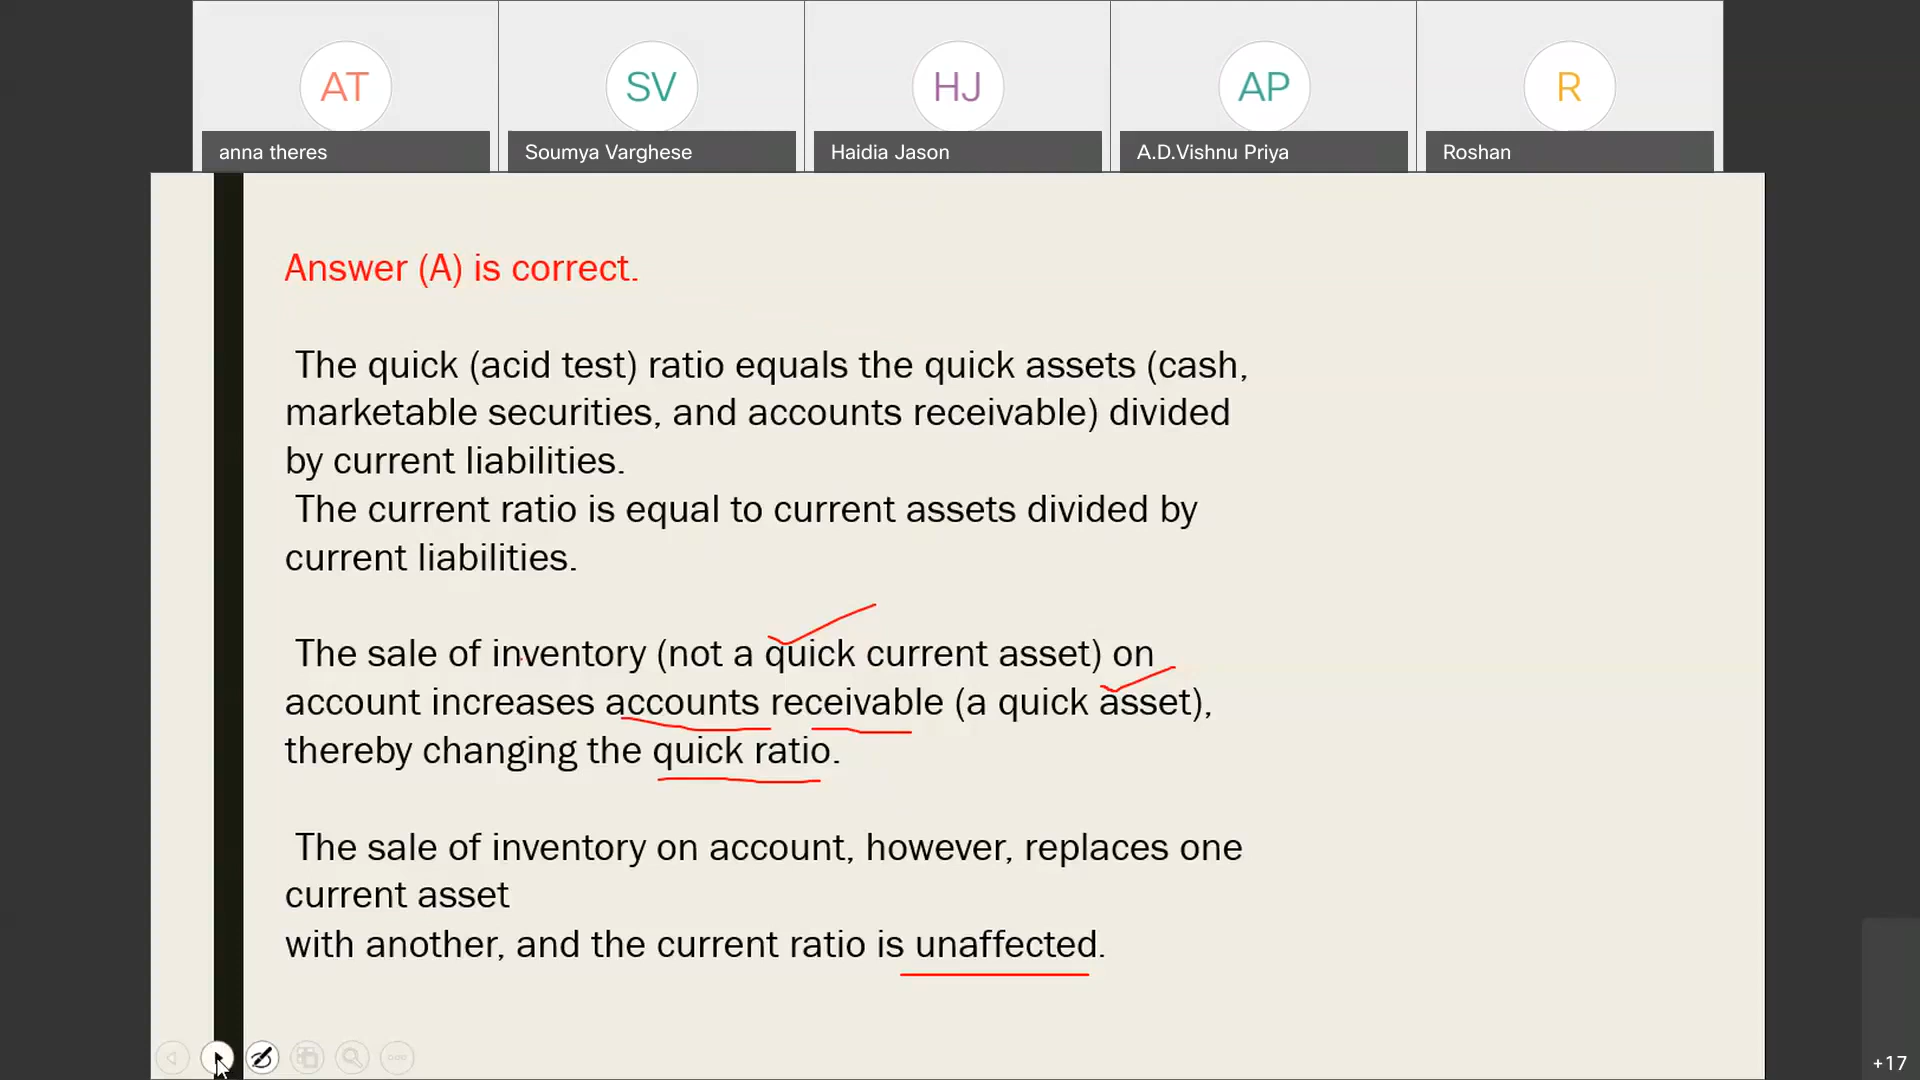 AT
SV
HJ
AP
R
anna theres
Soumya Varghese
Haidia Jason
A.D.Vishnu Priya
Roshan
Answer (A) is correct.
The quick (acid test) ratio equals the quick assets (cash,
marketable securities, and accounts receivable) divided
by current liabilities.
The current ratio is equal to current assets divided by
current liabilities.
The sale of inventory (not a quick current asset) on
account increases accounts receivable (a quick asset),
thereby changing the quick ratio.
The sale of inventory on account, however, replaces one
current asset
with another, and the current ratio is unaffected.
+17